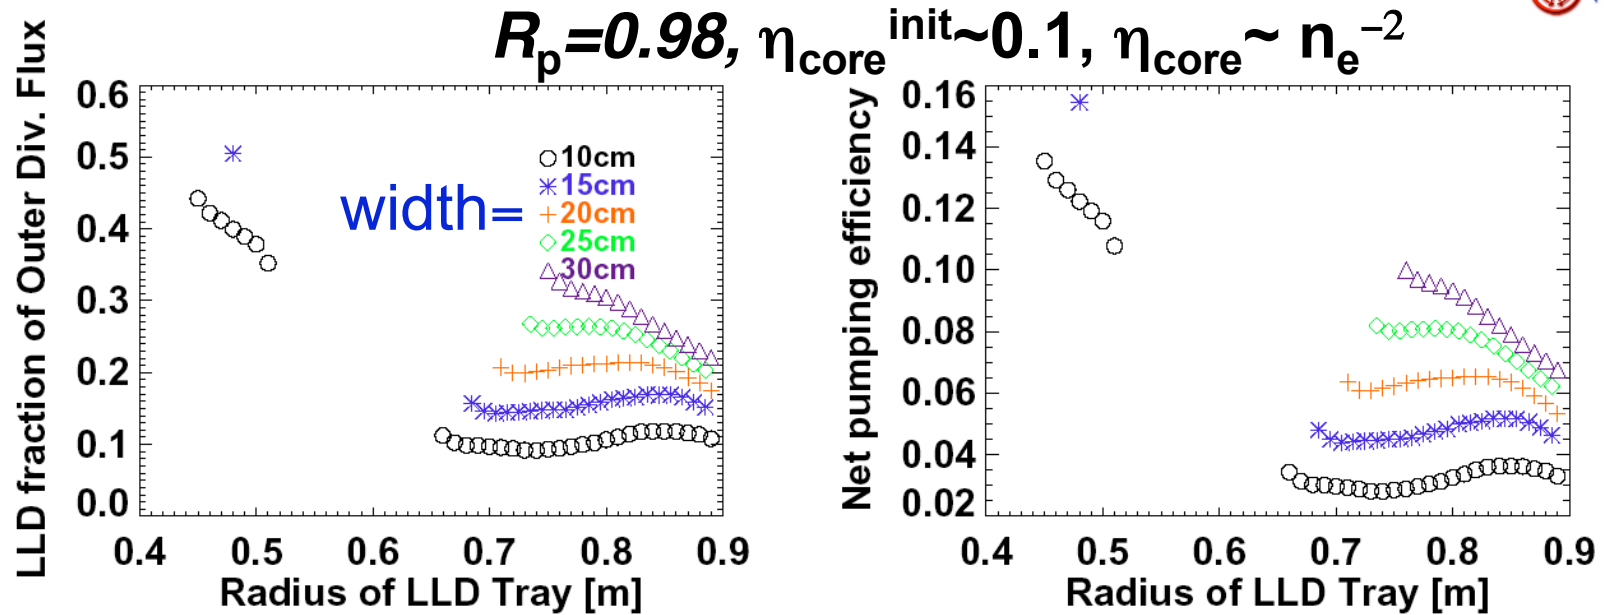 Rp=0.98, ηcore^init~0.1, ηcore~ ne^−2
LLD fraction of Outer Div. Flux
0.6
0.5
0.4
0.3
0.2
0.1
0.0
width=
10cm
15cm
20cm
25cm
30cm
0.4 0.5 0.6 0.7 0.8 0.9
Radius of LLD Tray [m]
Net pumping efficiency
0.16
0.14
0.12
0.10
0.08
0.06
0.04
0.02
0.4 0.5 0.6 0.7 0.8 0.9
Radius of LLD Tray [m]